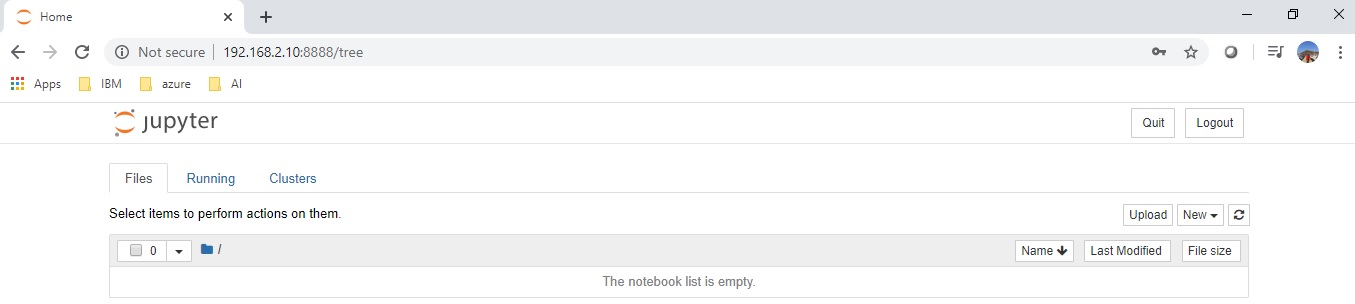 Home
Not secure 192.168.2.10:8888/tree
Apps IBM azure AI
jupyter Quit Logout
Files Running Clusters
Select items to perform actions on them. Upload New
0 / Name Last Modified File size
The notebook list is empty.